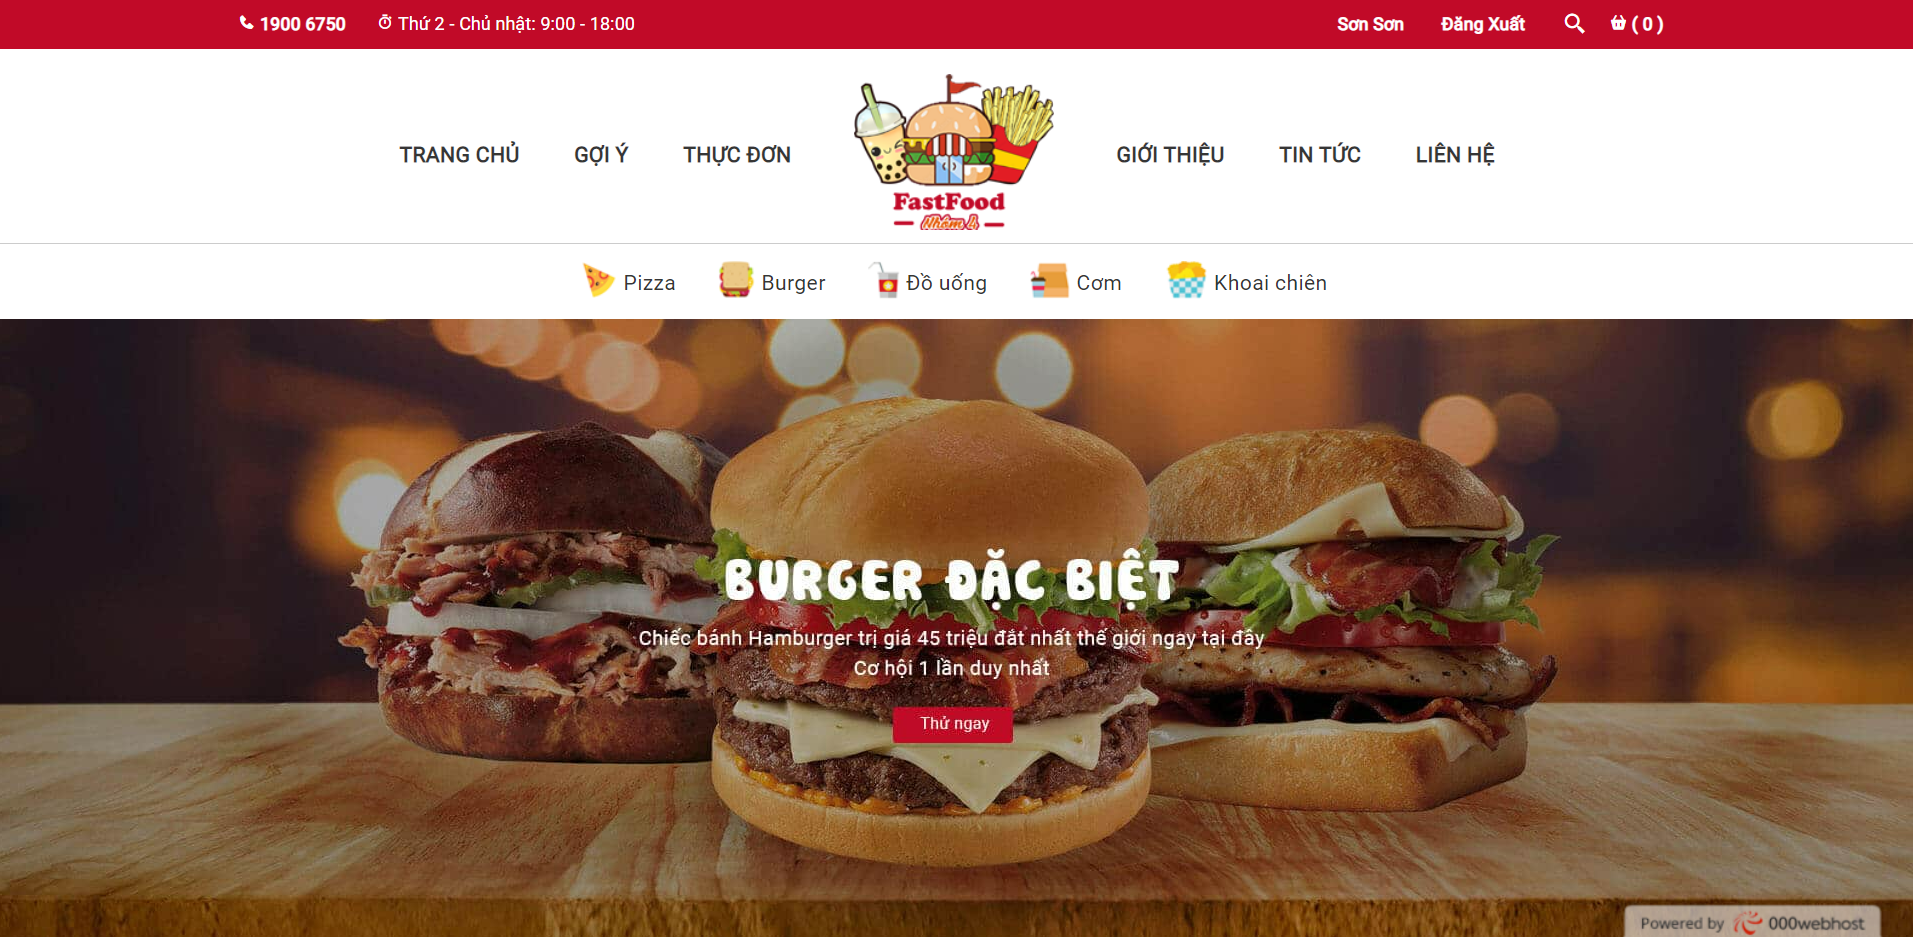 1900 6750
Thứ 2 - Chủ nhật: 9:00 - 18:00
Sơn Sơn
Đăng Xuất
( 0 )
TRANG CHỦ
GỢI Ý
THỰC ĐƠN
FastFood
Nhóm 4
GIỚI THIỆU
TIN TỨC
LIÊN HỆ
Pizza
Burger
Đồ uống
Cơm
Khoai chiên
BURGER ĐẶC BIỆT
Chiếc bánh Hamburger trị giá 45 triệu đắt nhất thế giới ngay tại đây
Cơ hội 1 lần duy nhất
Thử ngay
Powered by 000webhost